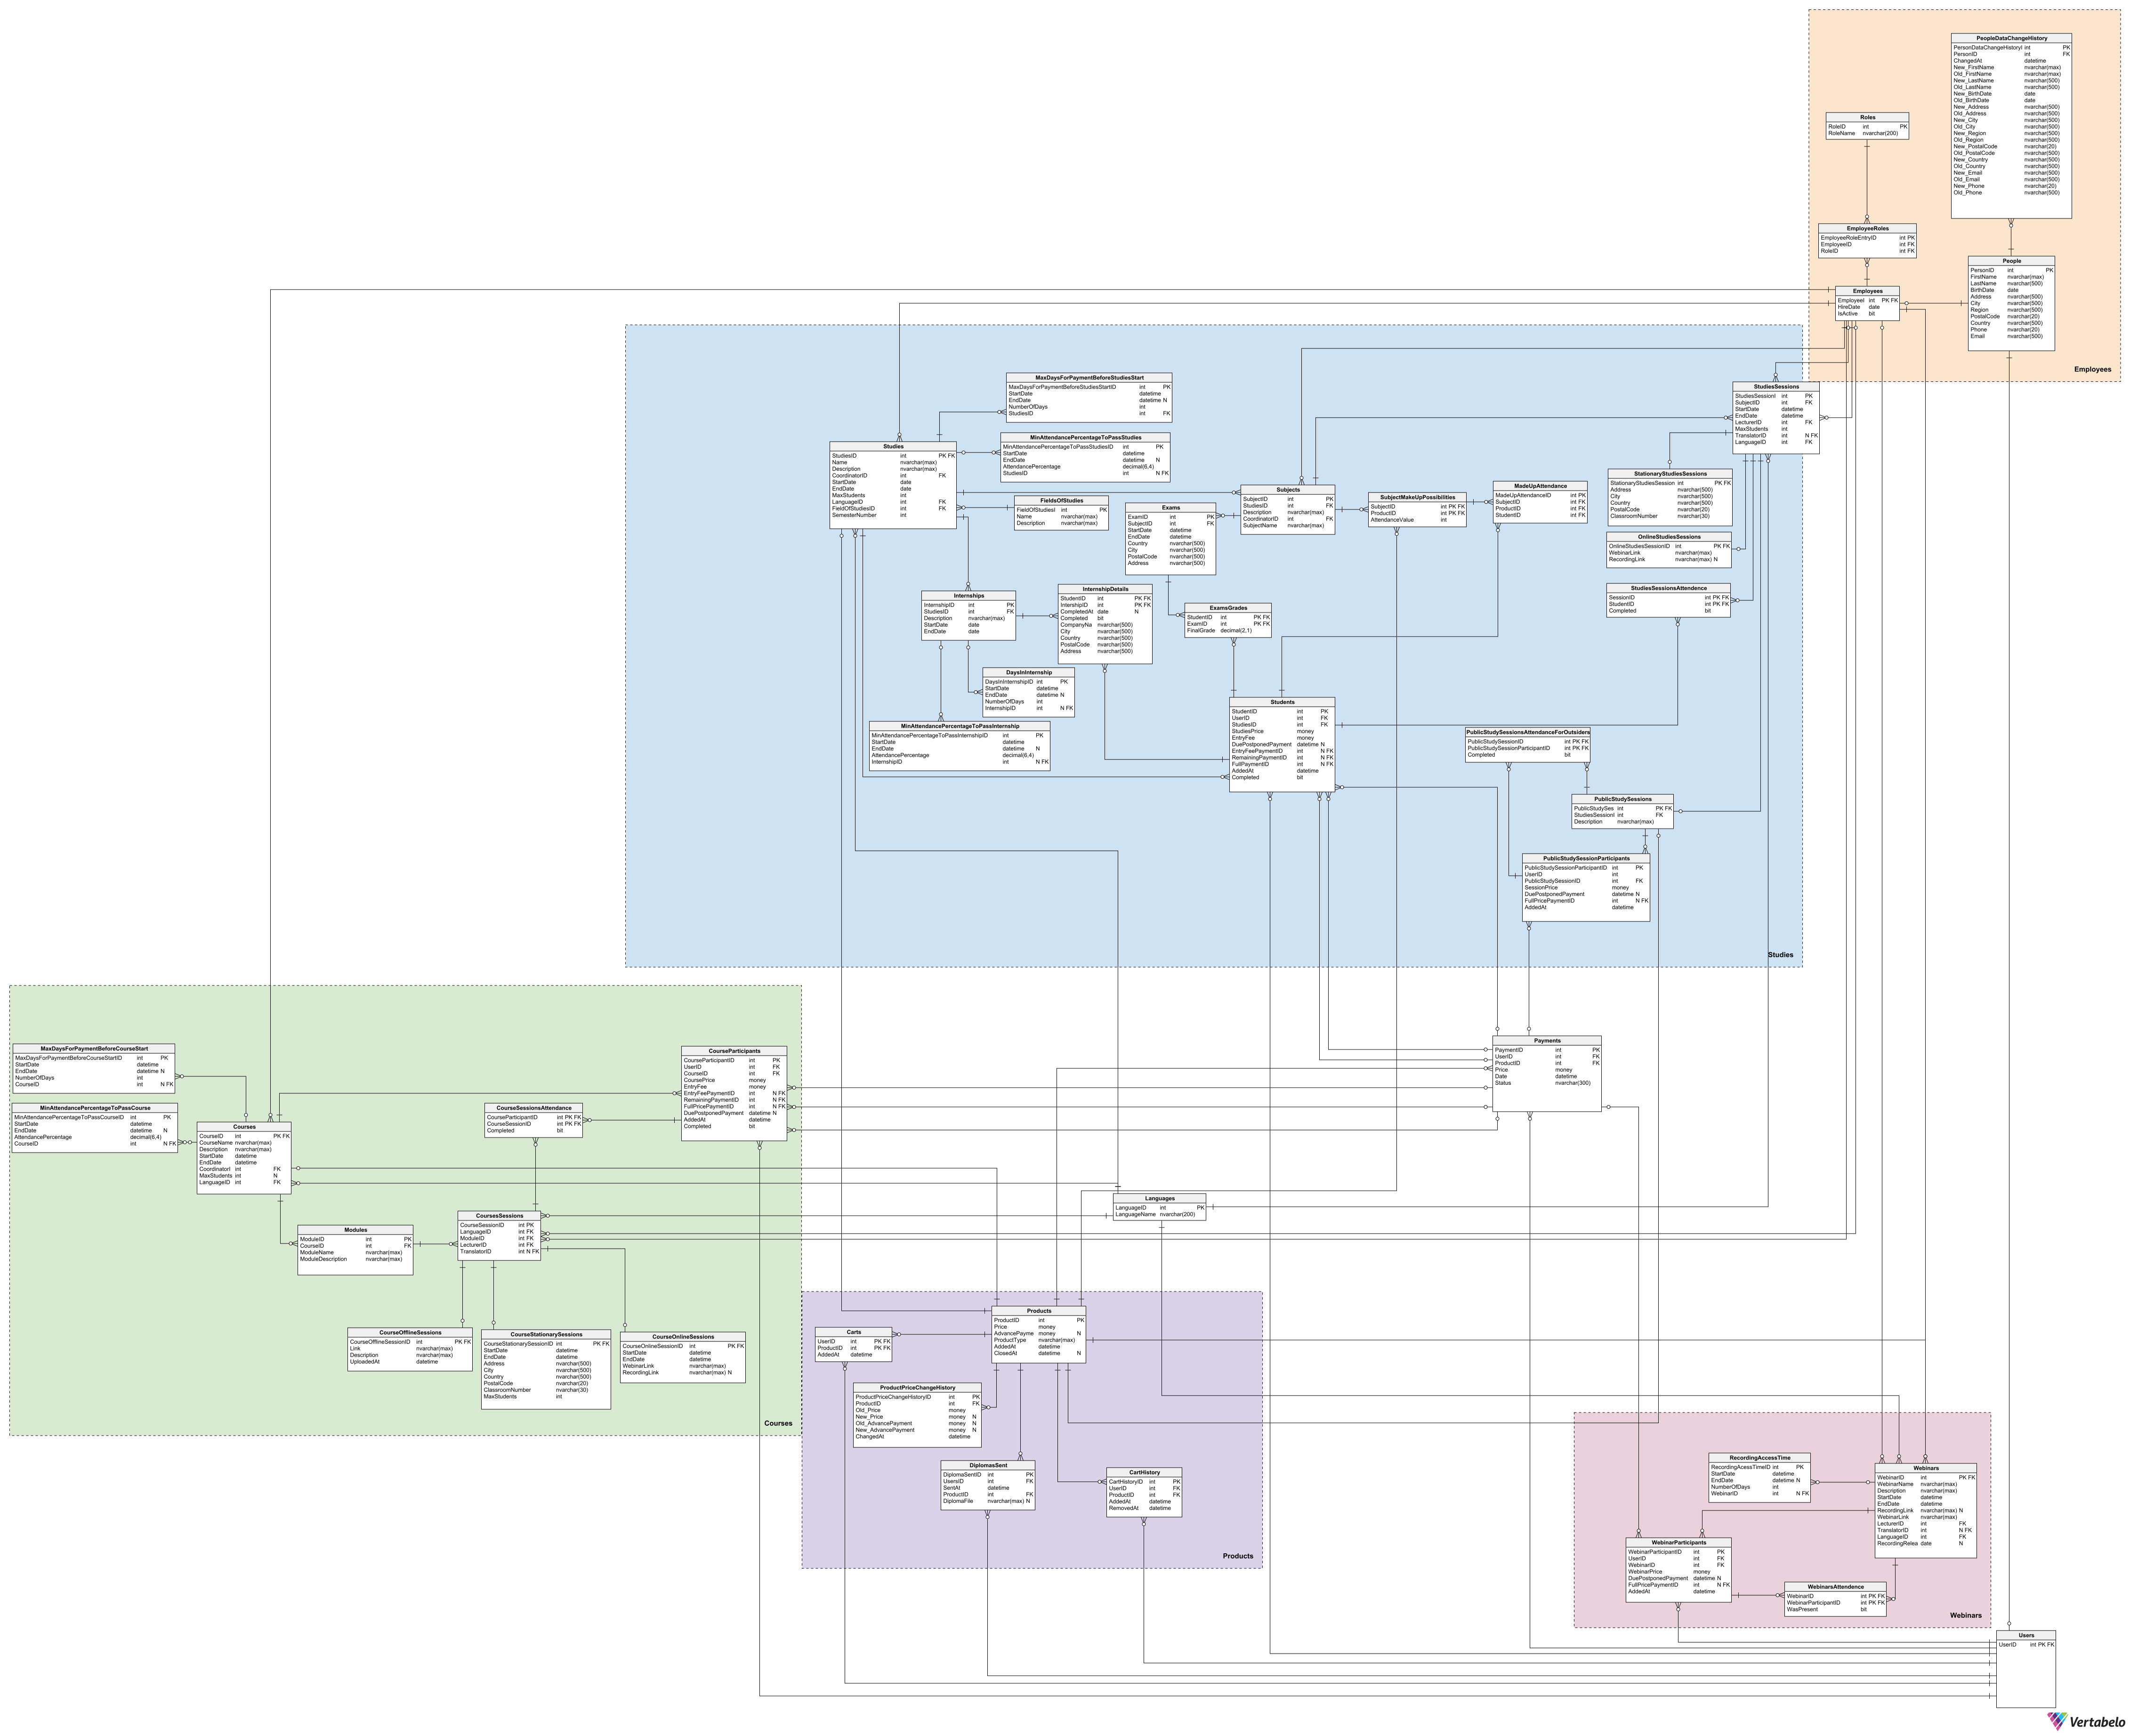 PeopleDataChangeHistory
PersonDataChangeHistoryI int PK
PersonID int FK
ChangedAt datetime
New_FirstName nvarchar(max)
Old_FirstName nvarchar(max)
New_LastName nvarchar(500)
Old_LastName nvarchar(500)
New_BirthDate date
Old_BirthDate date
New_Address nvarchar(500)
Old_Address nvarchar(500)
New_City nvarchar(500)
Old_City nvarchar(500)
New_Region nvarchar(500)
Old_Region nvarchar(500)
New_PostalCode nvarchar(20)
Old_PostalCode nvarchar(500)
New_Country nvarchar(500)
Old_Country nvarchar(500)
New_Email nvarchar(500)
Old_Email nvarchar(500)
New_Phone nvarchar(20)
Old_Phone nvarchar(500)
Roles
RoleID int PK
RoleName nvarchar(200)
EmployeeRoles
EmployeeRoleEntryID int PK
EmployeeID int FK
RoleID int FK
People
PersonID int PK
FirstName nvarchar(max)
LastName nvarchar(500)
BirthDate date
Address nvarchar(500)
City nvarchar(500)
Region nvarchar(500)
PostalCode nvarchar(20)
Country nvarchar(500)
Phone nvarchar(20)
Email nvarchar(500)
Employees
EmployeeI int PK FK
HireDate date
IsActive bit
Employees
MaxDaysForPaymentBeforeStudiesStart
MaxDaysForPaymentBeforeStudiesStartID int PK
StartDate datetime
EndDate datetime N
NumberOfDays int
StudiesID int FK
StudiesSessions
StudiesSessionI int PK
SubjectID int FK
StartDate datetime
EndDate datetime
LecturerID int FK
MaxStudents int
TranslatorID int N FK
LanguageID int FK
Studies
StudiesID int PK FK
Name nvarchar(max)
Description nvarchar(max)
CoordinatorID int FK
StartDate date
EndDate date
MaxStudents int
LanguageID int FK
FieldOfStudiesID int FK
SemesterNumber int
MinAttendancePercentageToPassStudies
MinAttendancePercentageToPassStudiesID int PK
StartDate datetime
EndDate datetime N
AttendancePercentage decimal(6,4)
StudiesID int N FK
FieldsOfStudies
FieldOfStudiesI int PK
Name nvarchar(max)
Description nvarchar(max)
Exams
ExamID int PK
SubjectID int FK
StartDate datetime
EndDate datetime
Country nvarchar(500)
City nvarchar(500)
PostalCode nvarchar(500)
Address nvarchar(500)
Subjects
SubjectID int PK
StudiesID int FK
Description nvarchar(max)
CoordinatorID int FK
SubjectName nvarchar(max)
SubjectMakeUpPossibilities
SubjectID int PK FK
ProductID int PK FK
AttendanceValue int
MadeUpAttendance
MadeUpAttendanceID int PK
SubjectID int FK
ProductID int FK
StudentID int FK
StationaryStudiesSessions
StationaryStudiesSession int PK FK
Address nvarchar(500)
City nvarchar(500)
Country nvarchar(500)
PostalCode nvarchar(20)
ClassroomNumber nvarchar(30)
OnlineStudiesSessions
OnlineStudiesSessionID int PK FK
WebinarLink nvarchar(max)
RecordingLink nvarchar(max) N
StudiesSessionsAttendence
SessionID int PK FK
StudentID int PK FK
Completed bit
Internships
InternshipID int PK
StudiesID int FK
Description nvarchar(max)
StartDate date
EndDate date
InternshipDetails
StudentID int PK FK
IntershipID int PK FK
CompletedAt date N
Completed bit
CompanyNa nvarchar(500)
City nvarchar(500)
Country nvarchar(500)
PostalCode nvarchar(500)
Address nvarchar(500)
ExamsGrades
StudentID int PK FK
ExamID int PK FK
FinalGrade decimal(2,1)
DaysInInternship
DaysInInternshipID int PK
StartDate datetime
EndDate datetime N
NumberOfDays int
InternshipID int N FK
MinAttendancePercentageToPassInternship
MinAttendancePercentageToPassInternshipID int PK
StartDate datetime
EndDate datetime N
AttendancePercentage decimal(6,4)
InternshipID int N FK
Students
StudentID int PK
UserID int FK
StudiesID int FK
StudiesPrice money
EntryFee money
DuePostponedPayment datetime N
EntryFeePaymentID int N FK
RemainingPaymentID int N FK
FullPaymentID int N FK
AddedAt datetime
Completed bit
PublicStudySessionsAttendanceForOutsiders
PublicStudySessionID int PK FK
PublicStudySessionParticipantID int PK FK
Completed bit
PublicStudySessions
PublicStudySes int PK FK
StudiesSessionI int FK
Description nvarchar(max)
PublicStudySessionParticipants
PublicStudySessionParticipantID int PK
UserID int
PublicStudySessionID int FK
SessionPrice money
DuePostponedPayment datetime N
FullPricePaymentID int N FK
AddedAt datetime
Studies
MaxDaysForPaymentBeforeCourseStart
MaxDaysForPaymentBeforeCourseStartID int PK
StartDate datetime
EndDate datetime N
NumberOfDays int
CourseID int N FK
MinAttendancePercentageToPassCourse
MinAttendancePercentageToPassCourseID int PK
StartDate datetime
EndDate datetime N
AttendancePercentage decimal(6,4)
CourseID int N FK
Courses
CourseID int PK FK
CourseName nvarchar(max)
Description nvarchar(max)
StartDate datetime
EndDate datetime
CoordinatorI int FK
MaxStudents int N
LanguageID int FK
CourseSessionsAttendance
CourseParticipantID int PK FK
CourseSessionID int PK FK
Completed bit
CourseParticipants
CourseParticipantID int PK
UserID int FK
CourseID int FK
CoursePrice money
EntryFee money
EntryFeePaymentID int N FK
RemainingPaymentID int N FK
FullPricePaymentID int N FK
DuePostponedPayment datetime N
AddedAt datetime
Completed bit
Payments
PaymentID int PK
UserID int FK
ProductID int FK
Price money
Date datetime
Status nvarchar(300)
Languages
LanguageID int PK
LanguageName nvarchar(200)
Modules
ModuleID int PK
CourseID int FK
ModuleName nvarchar(max)
ModuleDescription nvarchar(max)
CoursesSessions
CourseSessionID int PK
LanguageID int FK
ModuleID int FK
LecturerID int FK
TranslatorID int N FK
CourseOfflineSessions
CourseOfflineSessionID int PK FK
Link nvarchar(max)
Description nvarchar(max)
UploadedAt datetime
CourseStationarySessions
CourseStationarySessionID int PK FK
StartDate datetime
EndDate datetime
Address nvarchar(500)
City nvarchar(500)
Country nvarchar(500)
PostalCode nvarchar(20)
ClassroomNumber nvarchar(30)
MaxStudents int
CourseOnlineSessions
CourseOnlineSessionID int PK FK
StartDate datetime
EndDate datetime
WebinarLink nvarchar(max)
RecordingLink nvarchar(max) N
Courses
Products
ProductID int PK
Price money
AdvancePayme money N
ProductType nvarchar(max)
AddedAt datetime
ClosedAt datetime N
Carts
UserID int PK FK
ProductID int PK FK
AddedAt datetime
ProductPriceChangeHistory
ProductPriceChangeHistoryID int PK
ProductID int FK
Old_Price money
New_Price money N
Old_AdvancePayment money N
New_AdvancePayment money N
ChangedAt datetime
DiplomasSent
DiplomaSentID int PK
UsersID int FK
SentAt datetime
ProductID int FK
DiplomaFile nvarchar(max) N
CartHistory
CartHistoryID int PK
UserID int FK
ProductID int FK
AddedAt datetime
RemovedAt datetime
Products
RecordingAccessTime
RecordingAcessTimeID int PK
StartDate datetime
EndDate datetime N
NumberOfDays int
WebinarID int N FK
Webinars
WebinarID int PK FK
WebinarName nvarchar(max)
Description nvarchar(max)
StartDate datetime
EndDate datetime
RecordingLink nvarchar(max) N
WebinarLink nvarchar(max)
LecturerID int FK
TranslatorID int N FK
LanguageID int FK
RecordingRelea date N
WebinarParticipants
WebinarParticipantID int PK
UserID int FK
WebinarID int FK
WebinarPrice money
DuePostponedPayment datetime N
FullPricePaymentID int N FK
AddedAt datetime
WebinarsAttendence
WebinarID int PK FK
WebinarParticipantID int PK FK
WasPresent bit
Webinars
Users
UserID int PK FK
Vertabelo